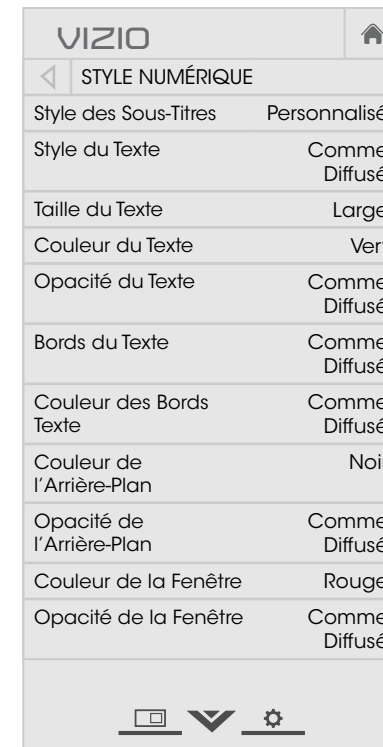 VIZIO
STYLE NUMÉRIQUE
Style des Sous-Titres Personnalisé
Style du Texte Comme
Diffusé
Taille du Texte Large
Couleur du Texte Vert
Opacité du Texte Comme
Diffusé
Bords du Texte Comme
Diffusé
Couleur des Bords Comme
Texte Diffusé
Couleur de Noir
l'Arrière-Plan
Opacité de Comme
l'Arrière-Plan Diffusé
Couleur de la Fenêtre Rouge
Opacité de la Fenêtre Comme
Diffusé